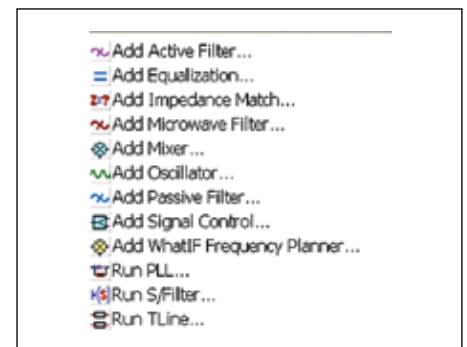 Add Active Filter...
Add Equalization...
Add Impedance Match...
Add Microwave Filter...
Add Mixer...
Add Oscillator...
Add Passive Filter...
Add Signal Control...
Add WhatIF Frequency Planner...
Run PLL...
Run S/Filter...
Run TLine...